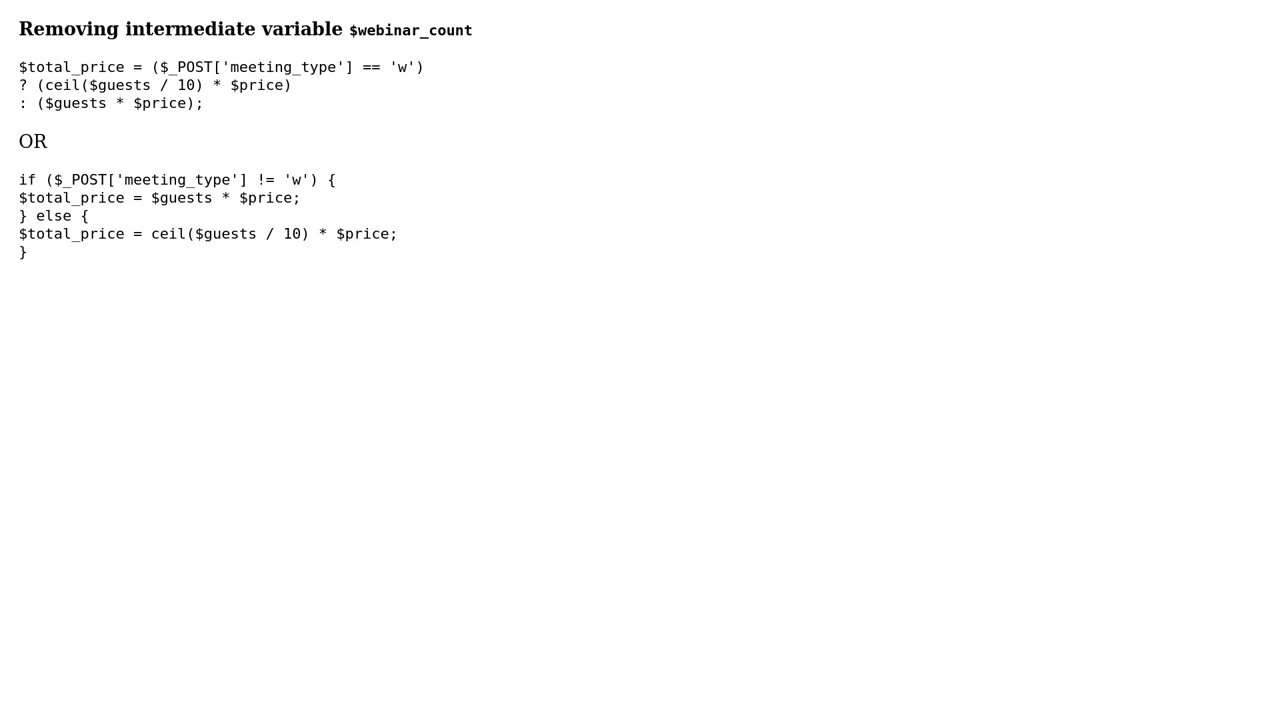 Removing intermediate variable $webinar_count
$total_price = ($_POST['meeting_type'] == 'w')
? (ceil($guests / 10) * $price)
: ($guests * $price);
OR
if ($_POST['meeting_type'] != 'w') {
$total_price = $guests * $price;
} else {
$total_price = ceil($guests / 10) * $price;
}